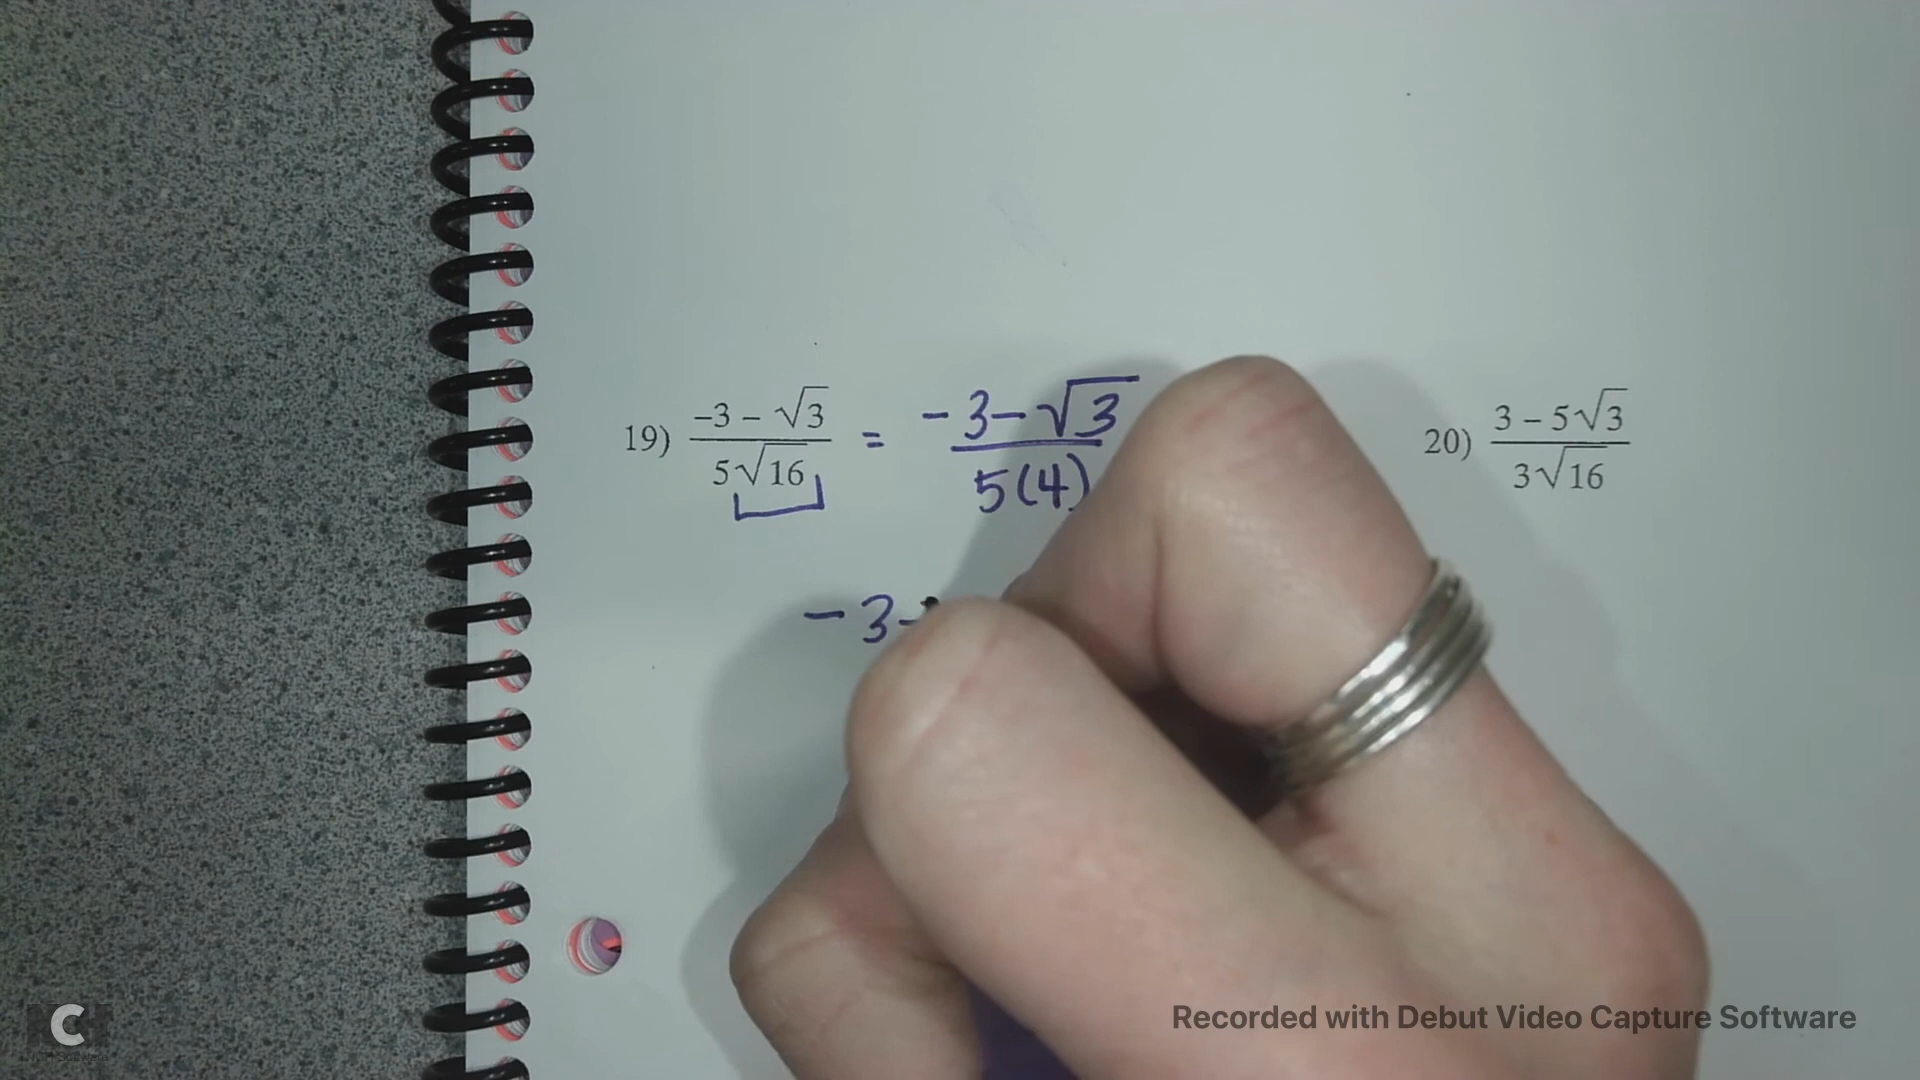 19) (-3 - √3)/(5√16) = (-3-√3)/(5(4)
20) (3 - 5√3)/(3√16)
-3-
Recorded with Debut Video Capture Software